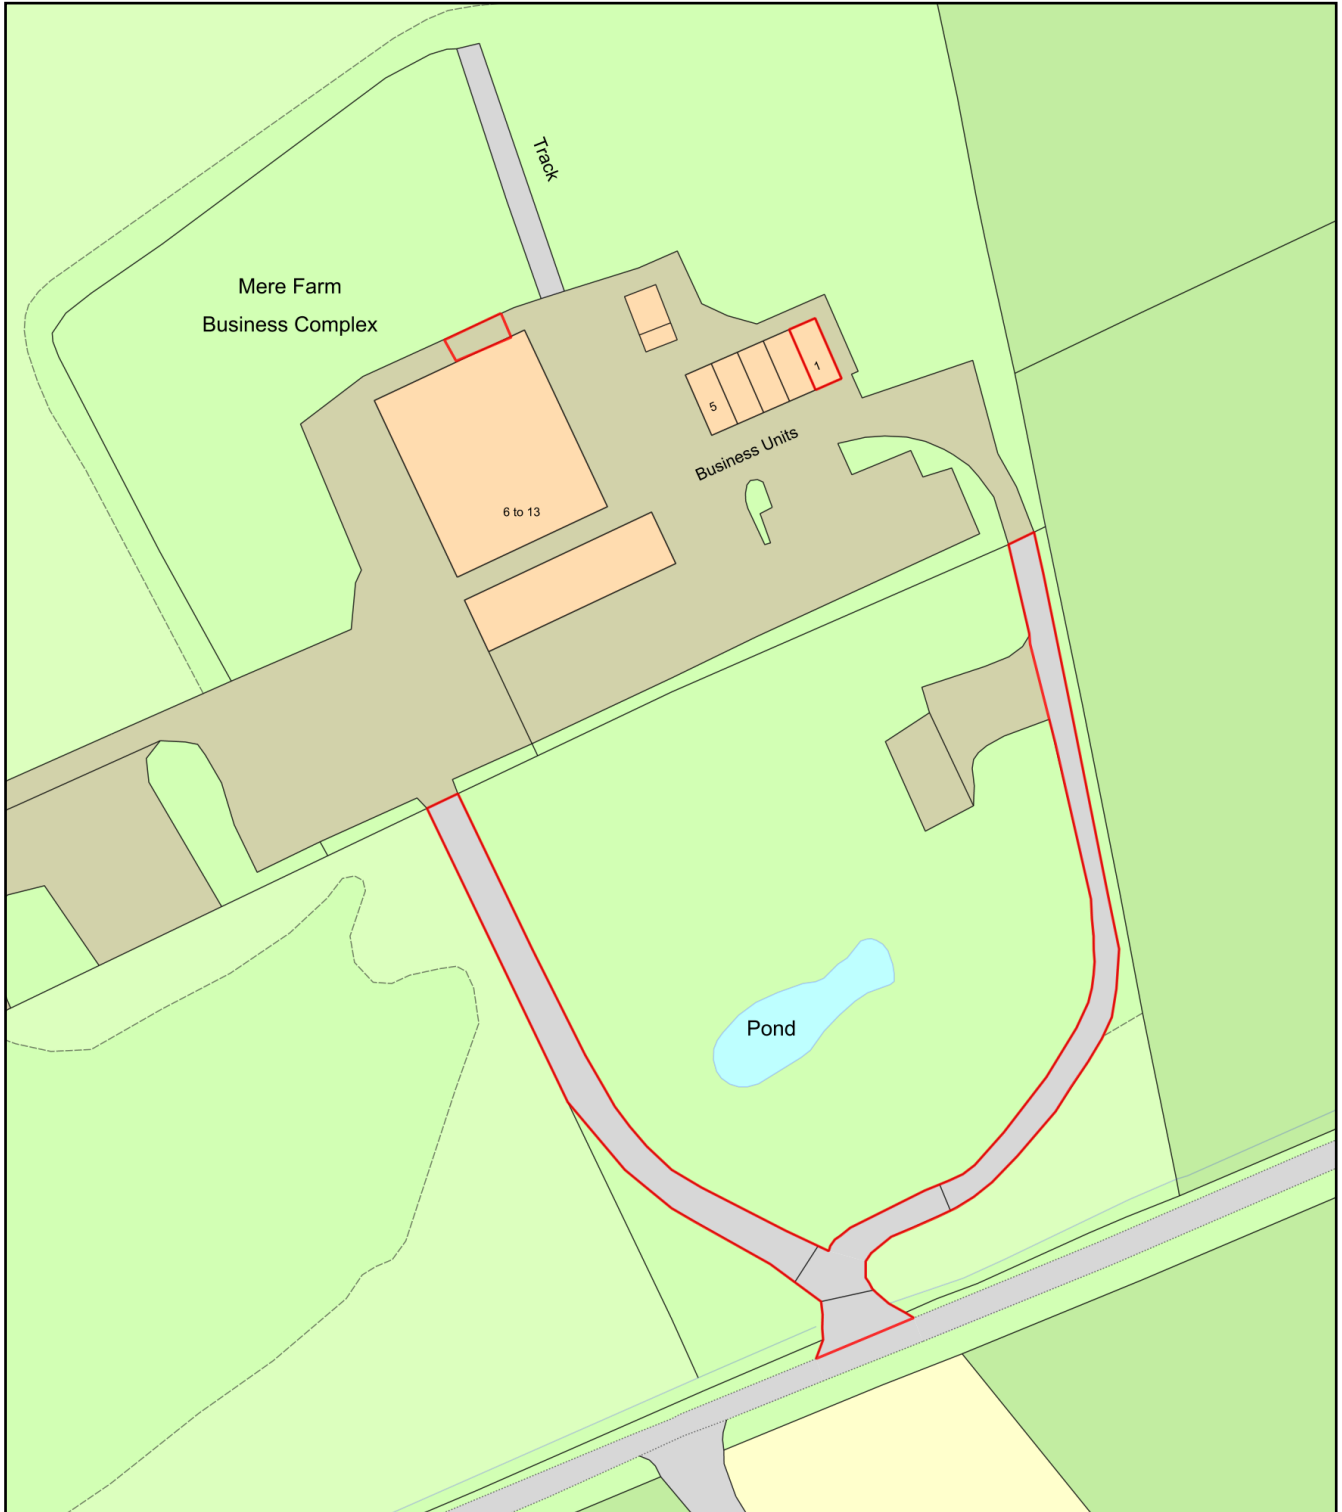 Track
Mere Farm
Business Complex
1
5
Business Units
6 to 13
Pond